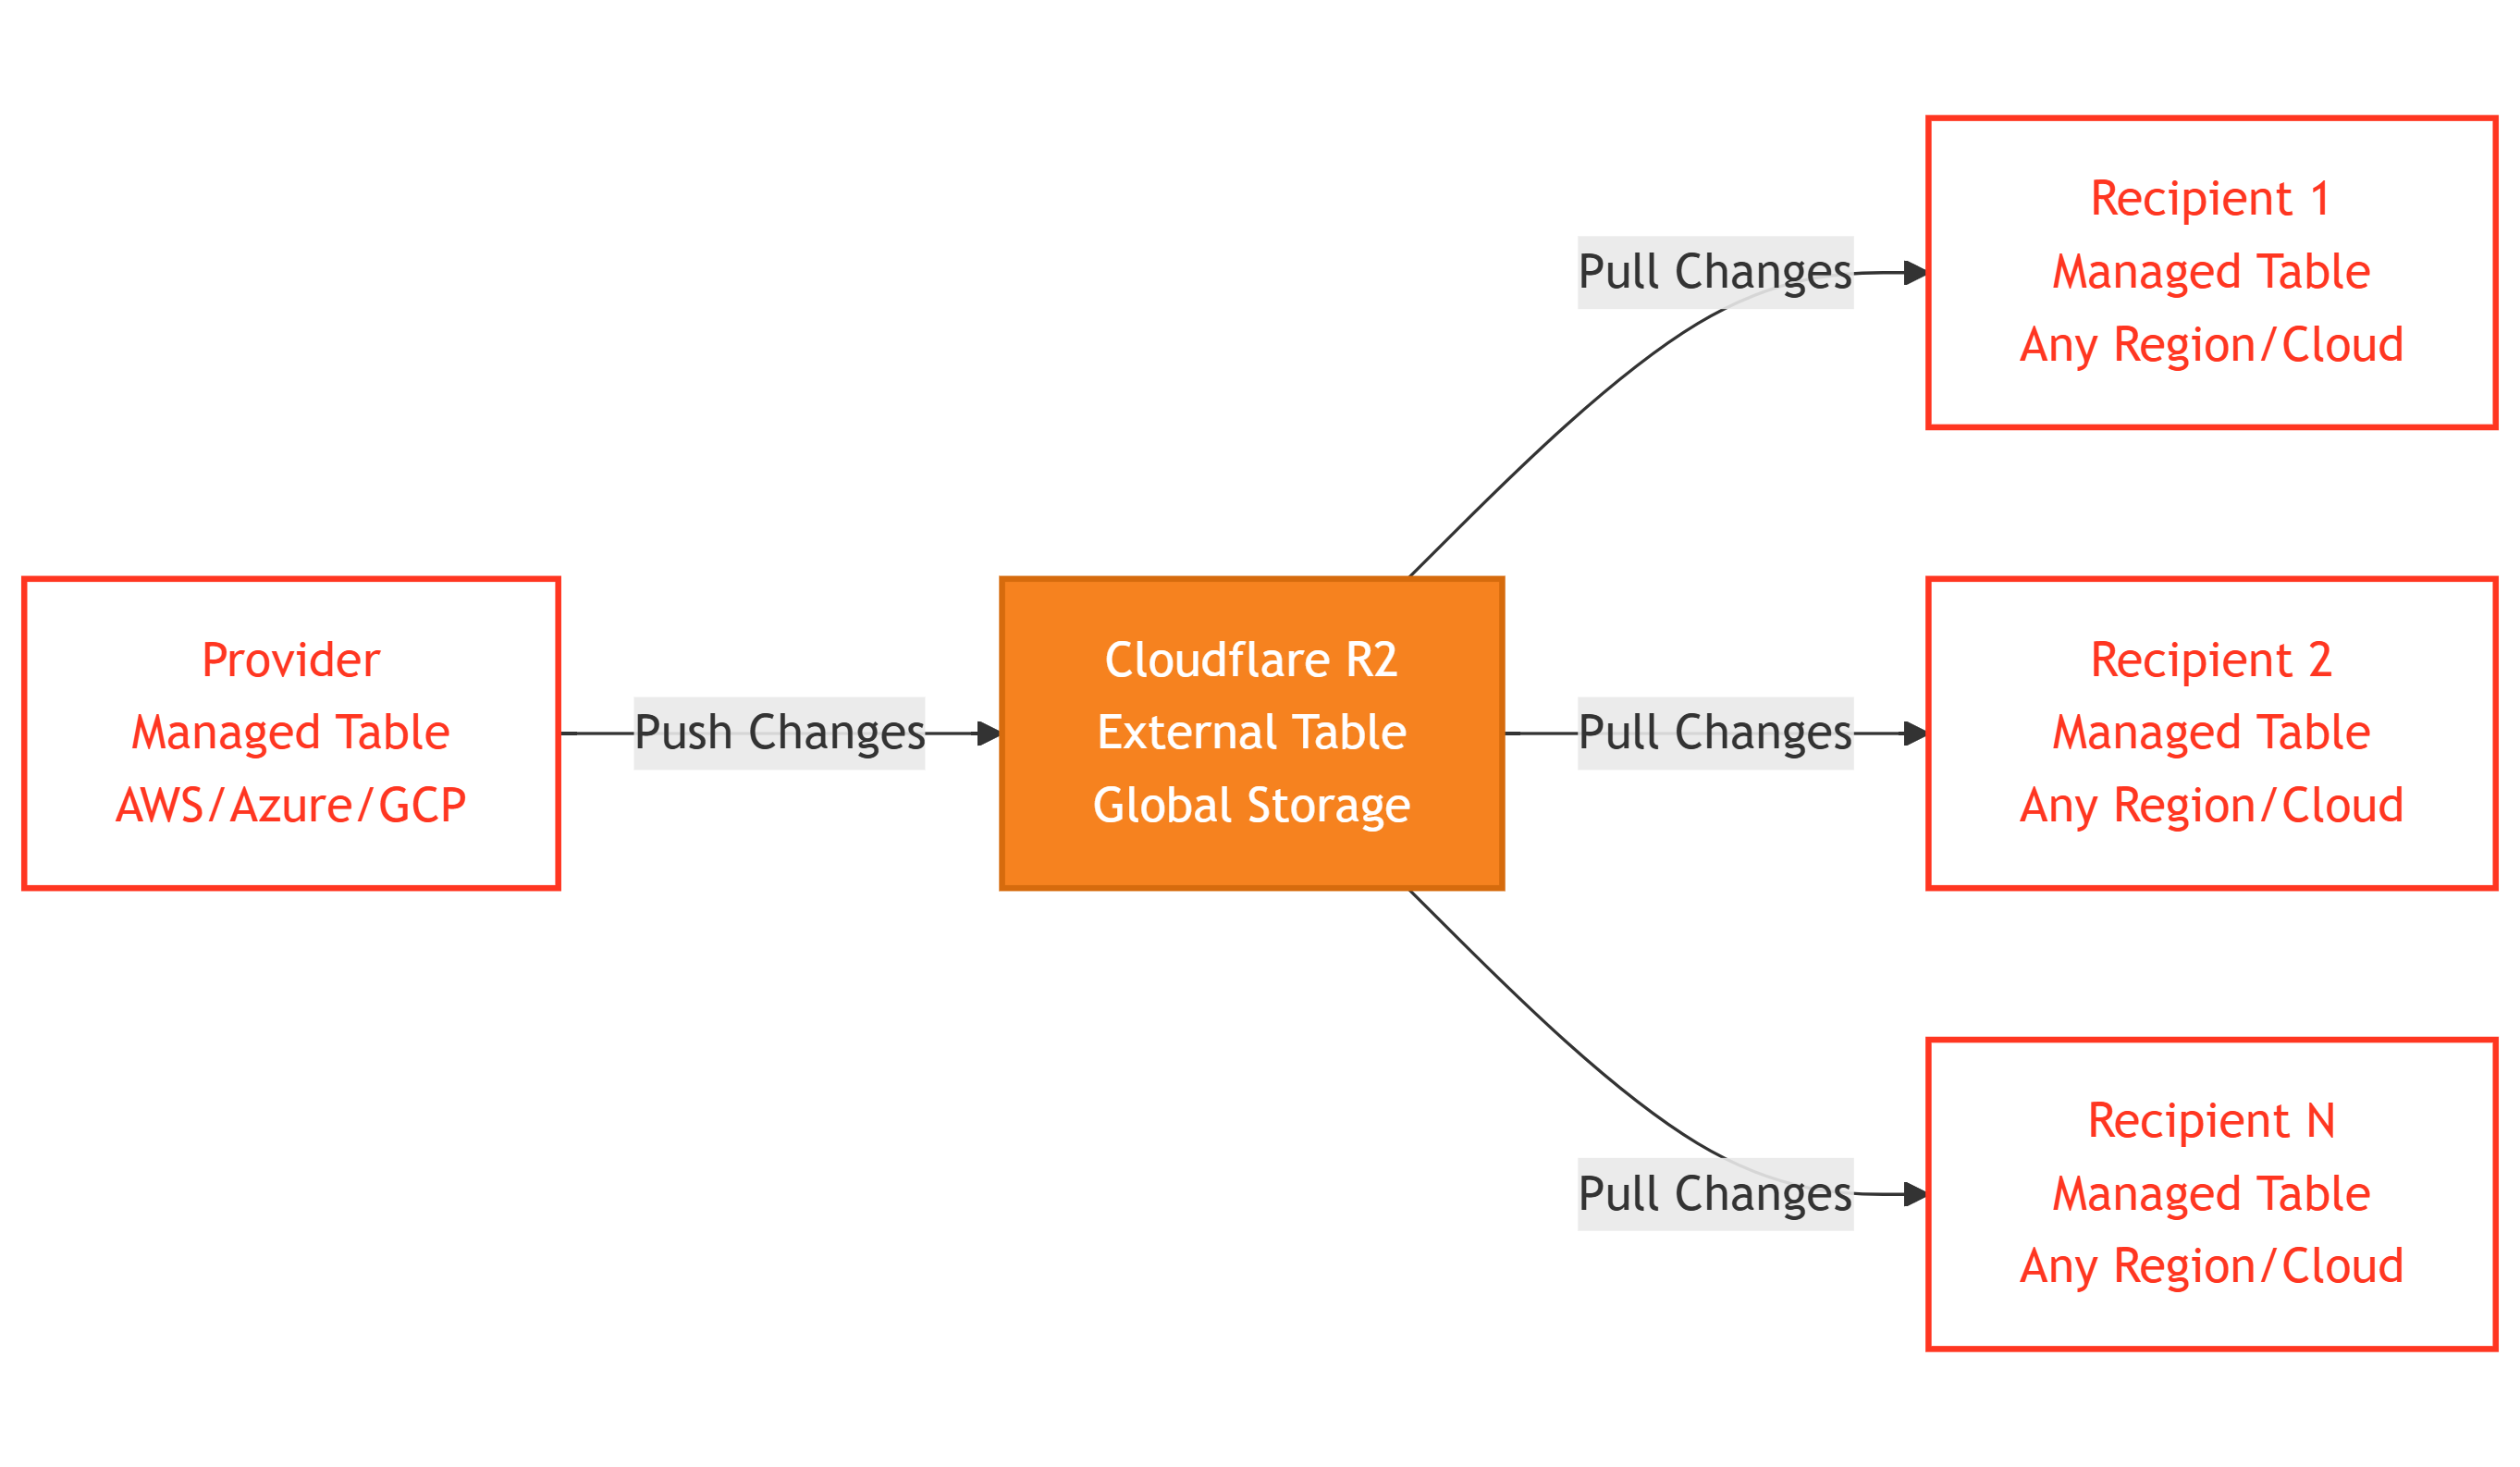 Provider
Managed Table
AWS/Azure/GCP
Push Changes
Cloudflare R2
External Table
Global Storage
Pull Changes
Recipient 1
Managed Table
Any Region/Cloud
Pull Changes
Recipient 2
Managed Table
Any Region/Cloud
Pull Changes
Recipient N
Managed Table
Any Region/Cloud